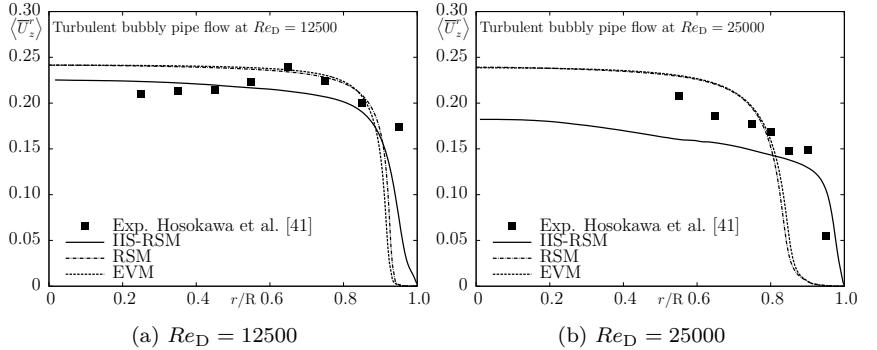 ⟨U̅ʳ_z⟩ Turbulent bubbly pipe flow at Re_D = 12500
0.30
0.25
0.20
0.15
0.10
0.05
0
Exp. Hosokawa et al. [41]
IIS-RSM
RSM
EVM
0.2 0.4 r/R 0.6 0.8 1.0
(a) Re_D = 12500
⟨U̅ʳ_z⟩ Turbulent bubbly pipe flow at Re_D = 25000
0.30
0.25
0.20
0.15
0.10
0.05
0.00
Exp. Hosokawa et al. [41]
IIS-RSM
RSM
EVM
0.2 0.4 r/R 0.6 0.8 1.0
(b) Re_D = 25000